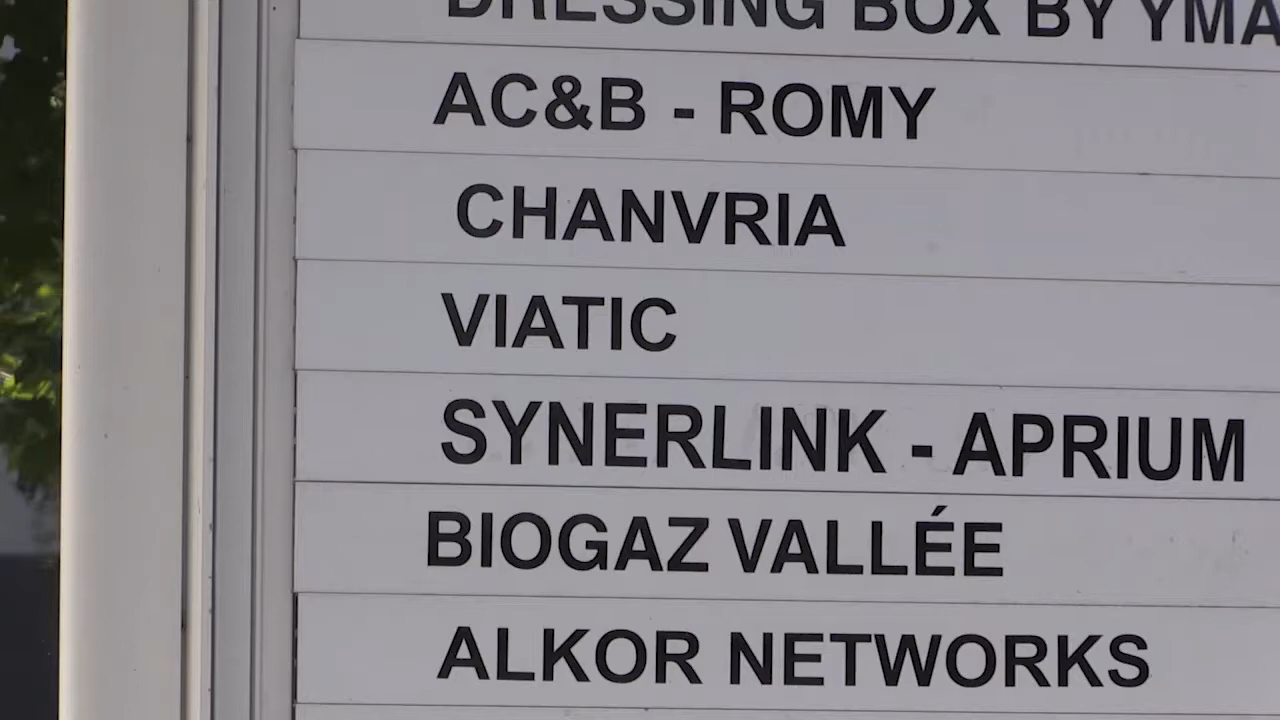 DRESSING BOX BY YMA
AC&B - ROMY
CHANVRIA
VIATIC
SYNERLINK - APRIUM
BIOGAZ VALLÉE
ALKOR NETWORKS